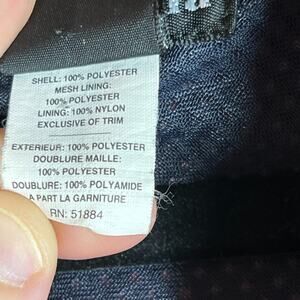 SHELL: 100% POLYESTER
MESH LINING:
100% POLYESTER
LINING: 100% NYLON
EXCLUSIVE OF TRIM
EXTERIEUR: 100% POLYESTER
DOUBLURE MAILLE:
100% POLYESTER
DOUBLURE: 100% POLYAMIDE
A PART LA GARNITURE
RN: 51884